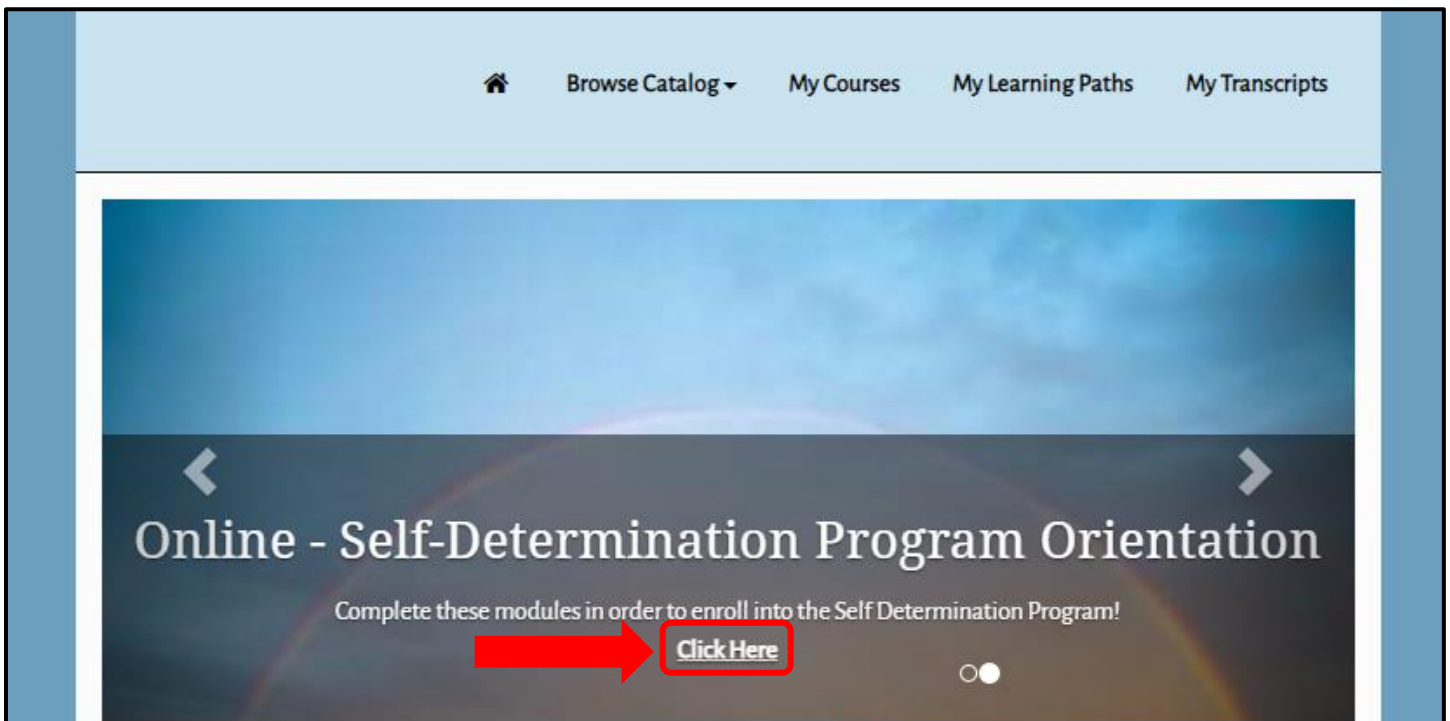 Browse Catalog My Courses My Learning Paths My Transcripts
Online - Self-Determination Program Orientation
Complete these modules in order to enroll into the Self Determination Program!
Click Here